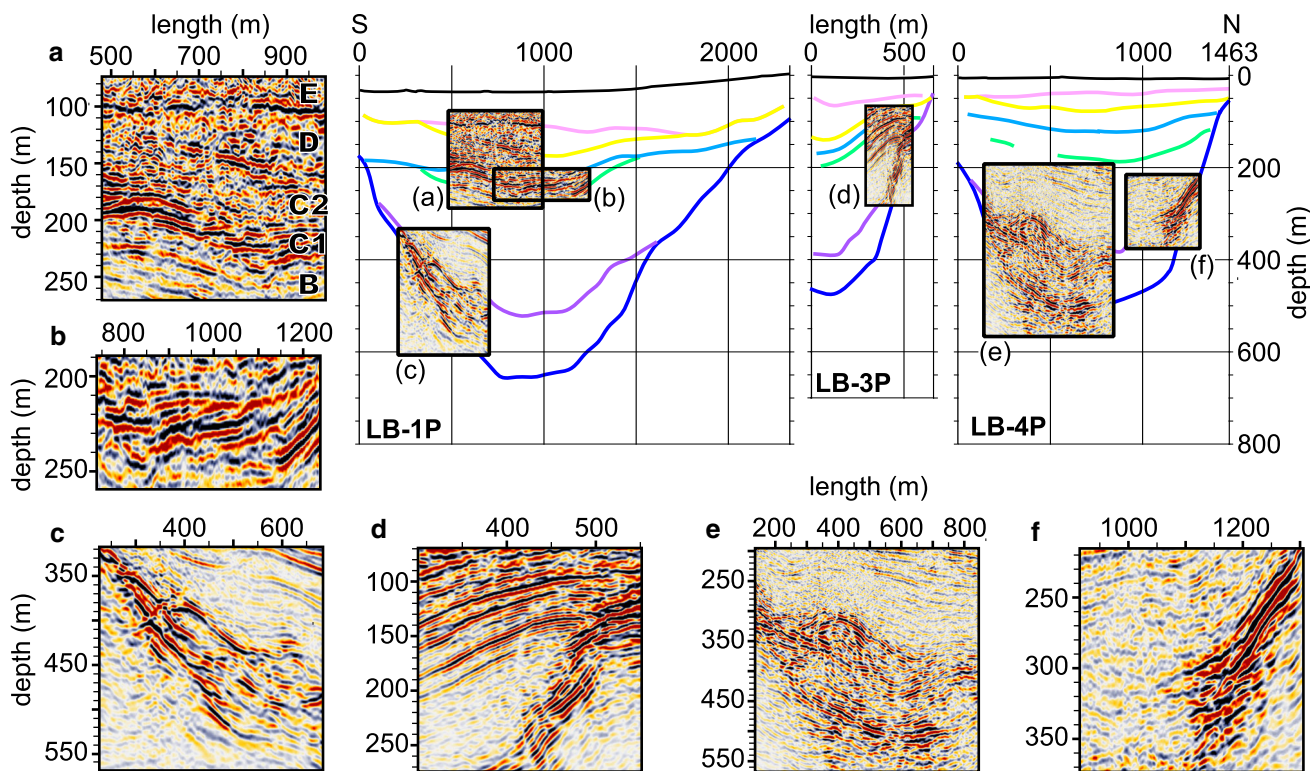 length (m)
a
500 700 900
100
150
200
250
depth (m)
E
D
C2
C1
B
b
800 1000 1200
200
250
depth (m)
S
0 1000 2000
(a)
(b)
(c)
LB-1P
length (m)
0 500
(d)
LB-3P
N
0 1000 1463
0
200
400
600
800
depth (m)
(e)
(f)
LB-4P
length (m)
c
400 600
350
450
550
depth (m)
d
400 500
100
150
200
250
e
200 400 600 800
250
350
450
550
f
1000 1200
250
300
350